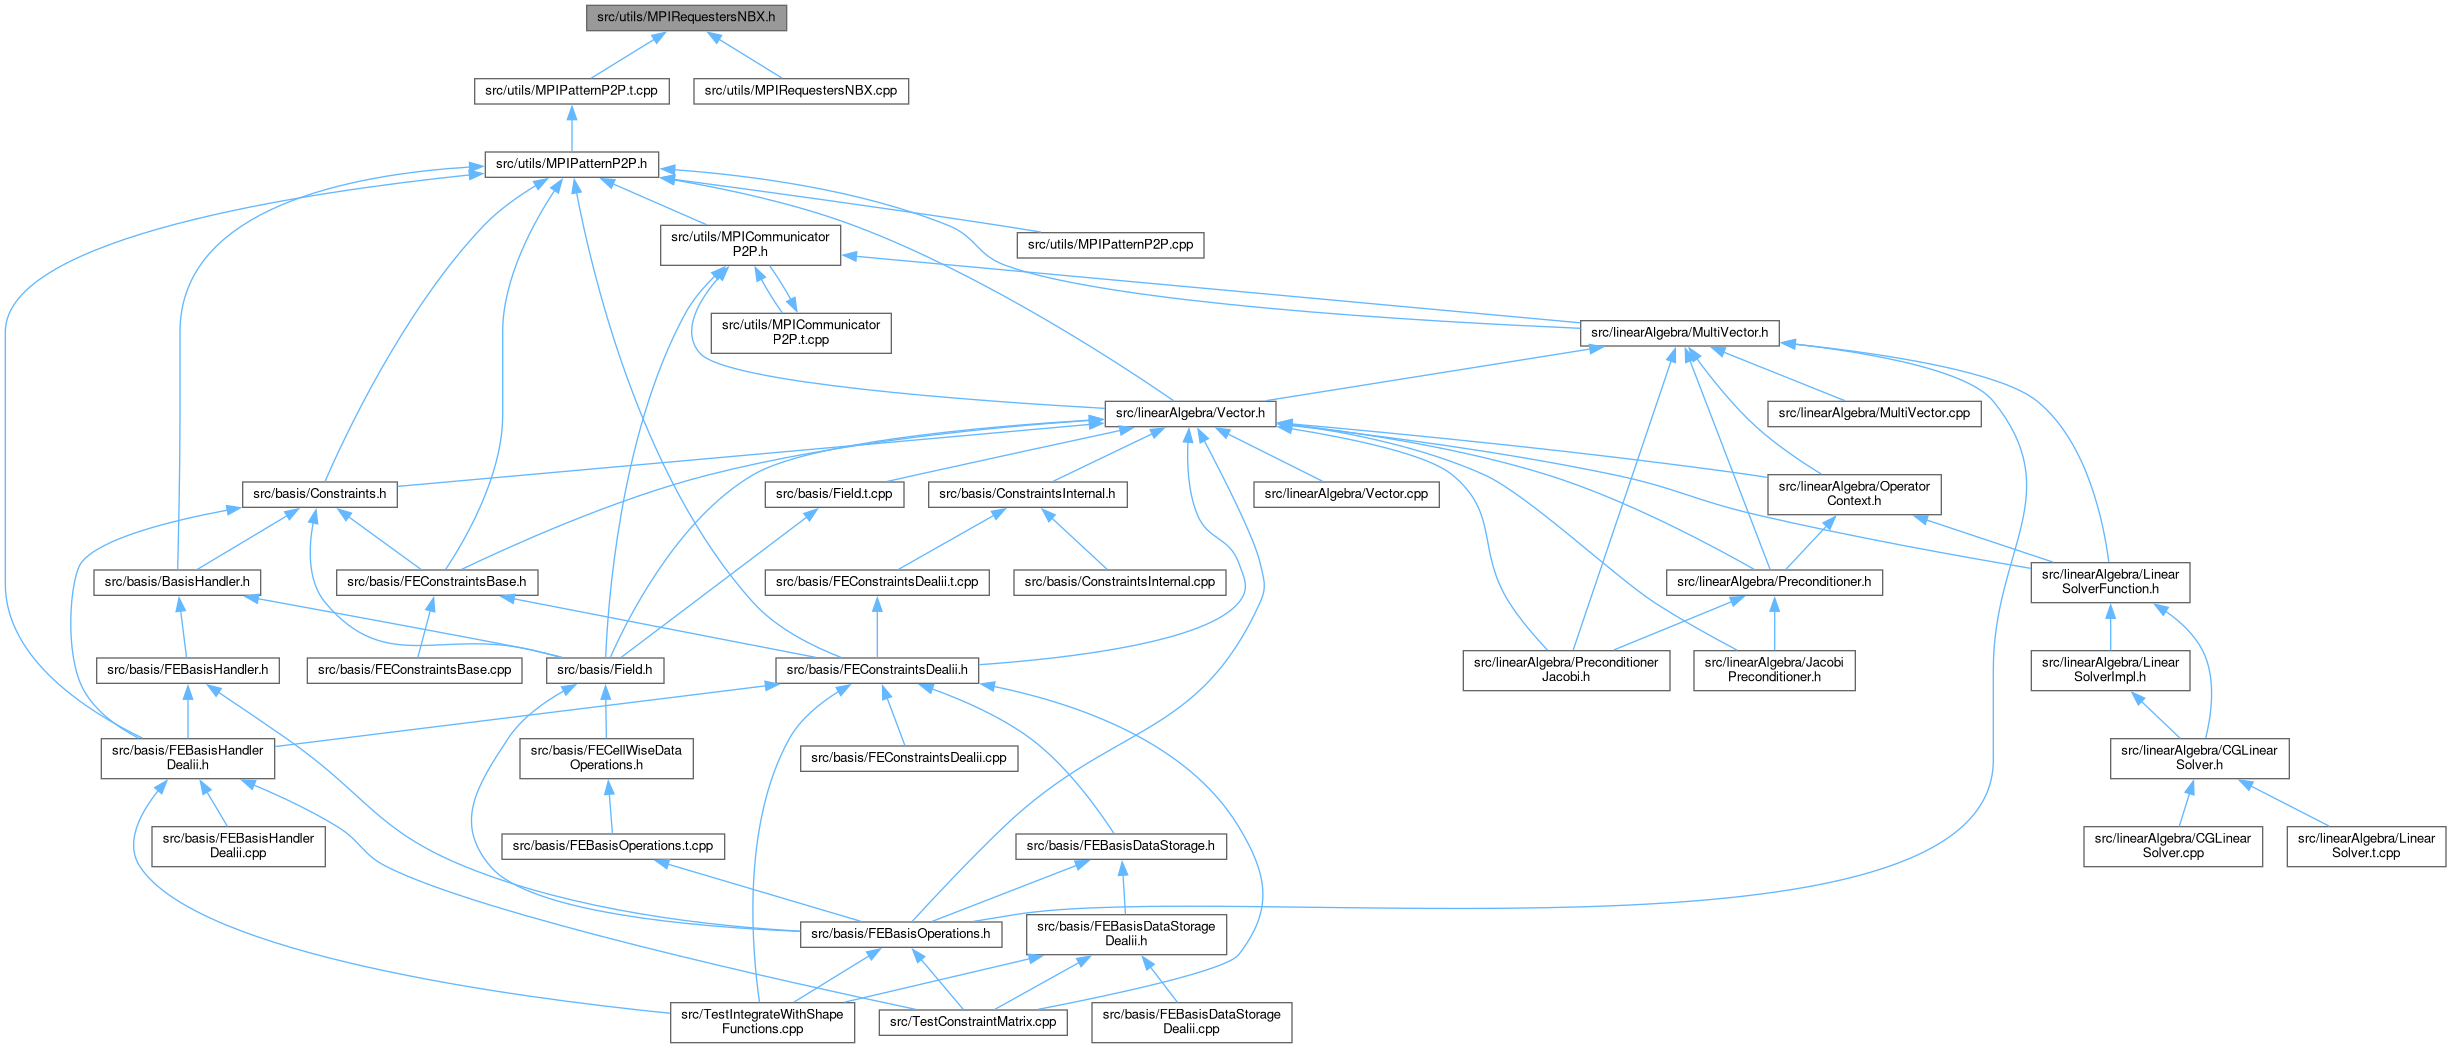 src/utils/MPIRequestersNBX.h
src/utils/MPIPatternP2P.t.cpp
src/utils/MPIRequestersNBX.cpp
src/utils/MPIPatternP2P.h
src/utils/MPICommunicator
P2P.h
src/utils/MPIPatternP2P.cpp
src/utils/MPICommunicator
P2P.t.cpp
src/linearAlgebra/MultiVector.h
src/linearAlgebra/Vector.h
src/linearAlgebra/MultiVector.cpp
src/basis/Constraints.h
src/basis/Field.t.cpp
src/basis/ConstraintsInternal.h
src/linearAlgebra/Vector.cpp
src/linearAlgebra/Operator
Context.h
src/basis/BasisHandler.h
src/basis/FEConstraintsBase.h
src/basis/FEConstraintsDealii.t.cpp
src/basis/ConstraintsInternal.cpp
src/linearAlgebra/Preconditioner.h
src/linearAlgebra/Linear
SolverFunction.h
src/basis/FEBasisHandler.h
src/basis/FEConstraintsBase.cpp
src/basis/Field.h
src/basis/FEConstraintsDealii.h
src/linearAlgebra/Preconditioner
Jacobi.h
src/linearAlgebra/Jacobi
Preconditioner.h
src/linearAlgebra/Linear
SolverImpl.h
src/basis/FEBasisHandler
Dealii.h
src/basis/FECellWiseData
Operations.h
src/basis/FEConstraintsDealii.cpp
src/linearAlgebra/CGLinear
Solver.h
src/basis/FEBasisHandler
Dealii.cpp
src/basis/FEBasisOperations.t.cpp
src/basis/FEBasisDataStorage.h
src/linearAlgebra/CGLinear
Solver.cpp
src/linearAlgebra/Linear
Solver.t.cpp
src/basis/FEBasisOperations.h
src/basis/FEBasisDataStorage
Dealii.h
src/TestIntegrateWithShape
Functions.cpp
src/TestConstraintMatrix.cpp
src/basis/FEBasisDataStorage
Dealii.cpp